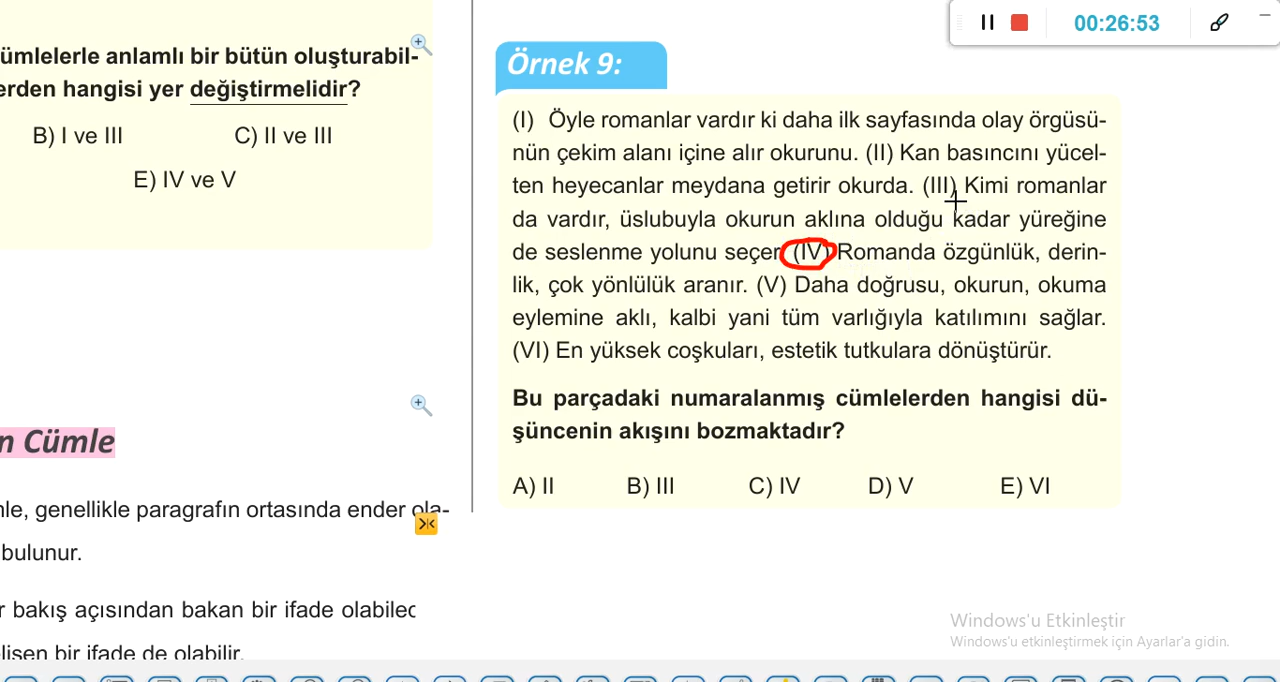 00:26:53
ümlelerle anlamlı bir bütün oluşturabil-
erden hangisi yer değiştirmelidir?
B) I ve III C) II ve III
E) IV ve V
n Cümle
le, genellikle paragrafın ortasında ender ola-
bulunur.
r bakış açısından bakan bir ifade olabilec
lisen bir ifade de olabilir.
Örnek 9:
(I) Öyle romanlar vardır ki daha ilk sayfasında olay örgüsü-
nün çekim alanı içine alır okurunu. (II) Kan basıncını yücel-
ten heyecanlar meydana getirir okurda. (III) Kimi romanlar
da vardır, üslubuyla okurun aklına olduğu kadar yüreğine
de seslenme yolunu seçer (IV) Romanda özgünlük, derin-
lik, çok yönlülük aranır. (V) Daha doğrusu, okurun, okuma
eylemine aklı, kalbi yani tüm varlığıyla katılımını sağlar.
(VI) En yüksek coşkuları, estetik tutkulara dönüştürür.
Bu parçadaki numaralanmış cümlelerden hangisi dü-
şüncenin akışını bozmaktadır?
A) II B) III C) IV D) V E) VI
Windows'u Etkinleştir
Windows'u etkinleştirmek için Ayarlar'a gidin.